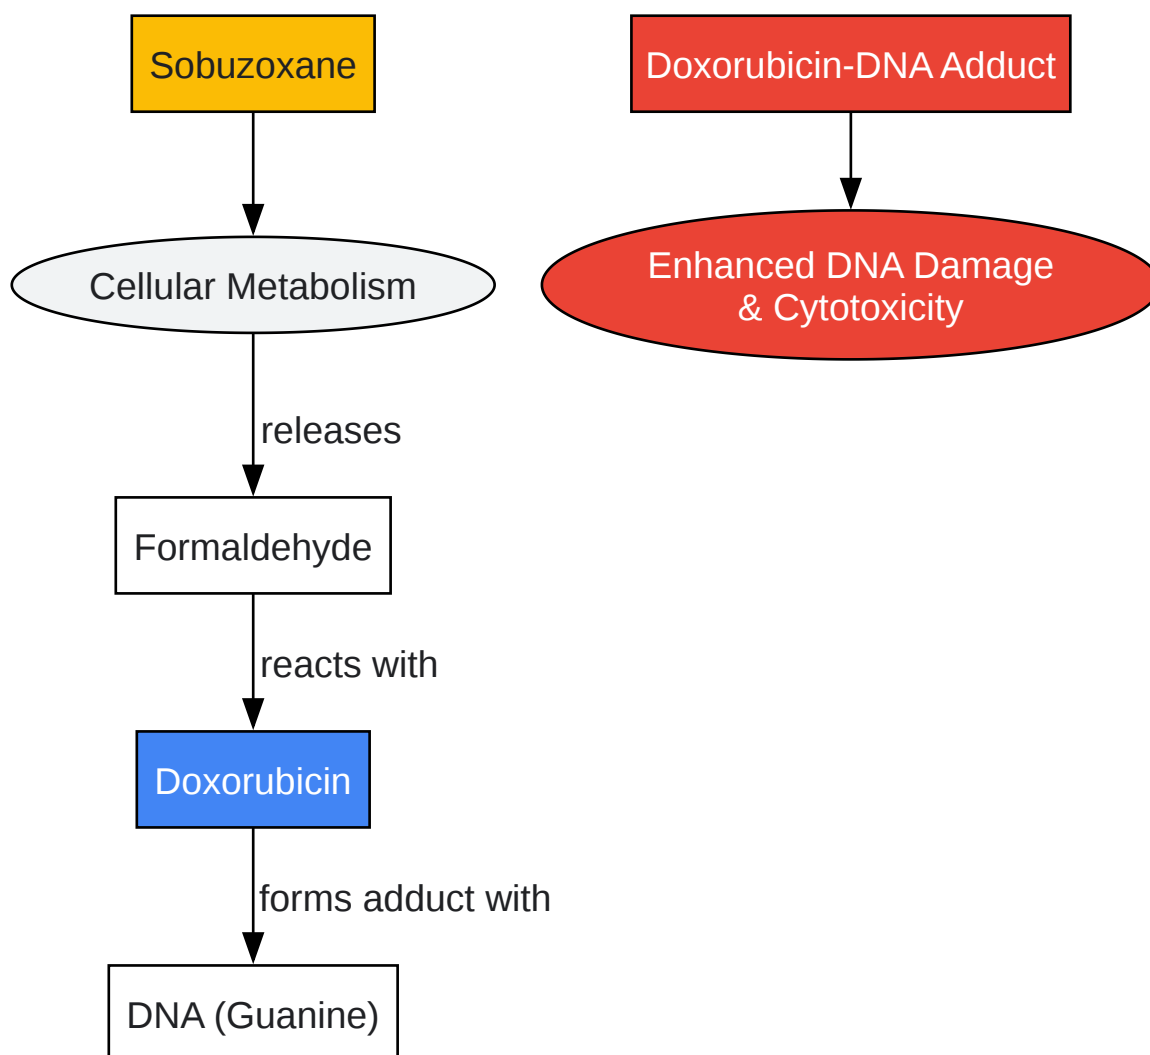 Sobuzoxane
Doxorubicin-DNA Adduct
Cellular Metabolism
Enhanced DNA Damage
& Cytotoxicity
releases
Formaldehyde
reacts with
Doxorubicin
forms adduct with
DNA (Guanine)